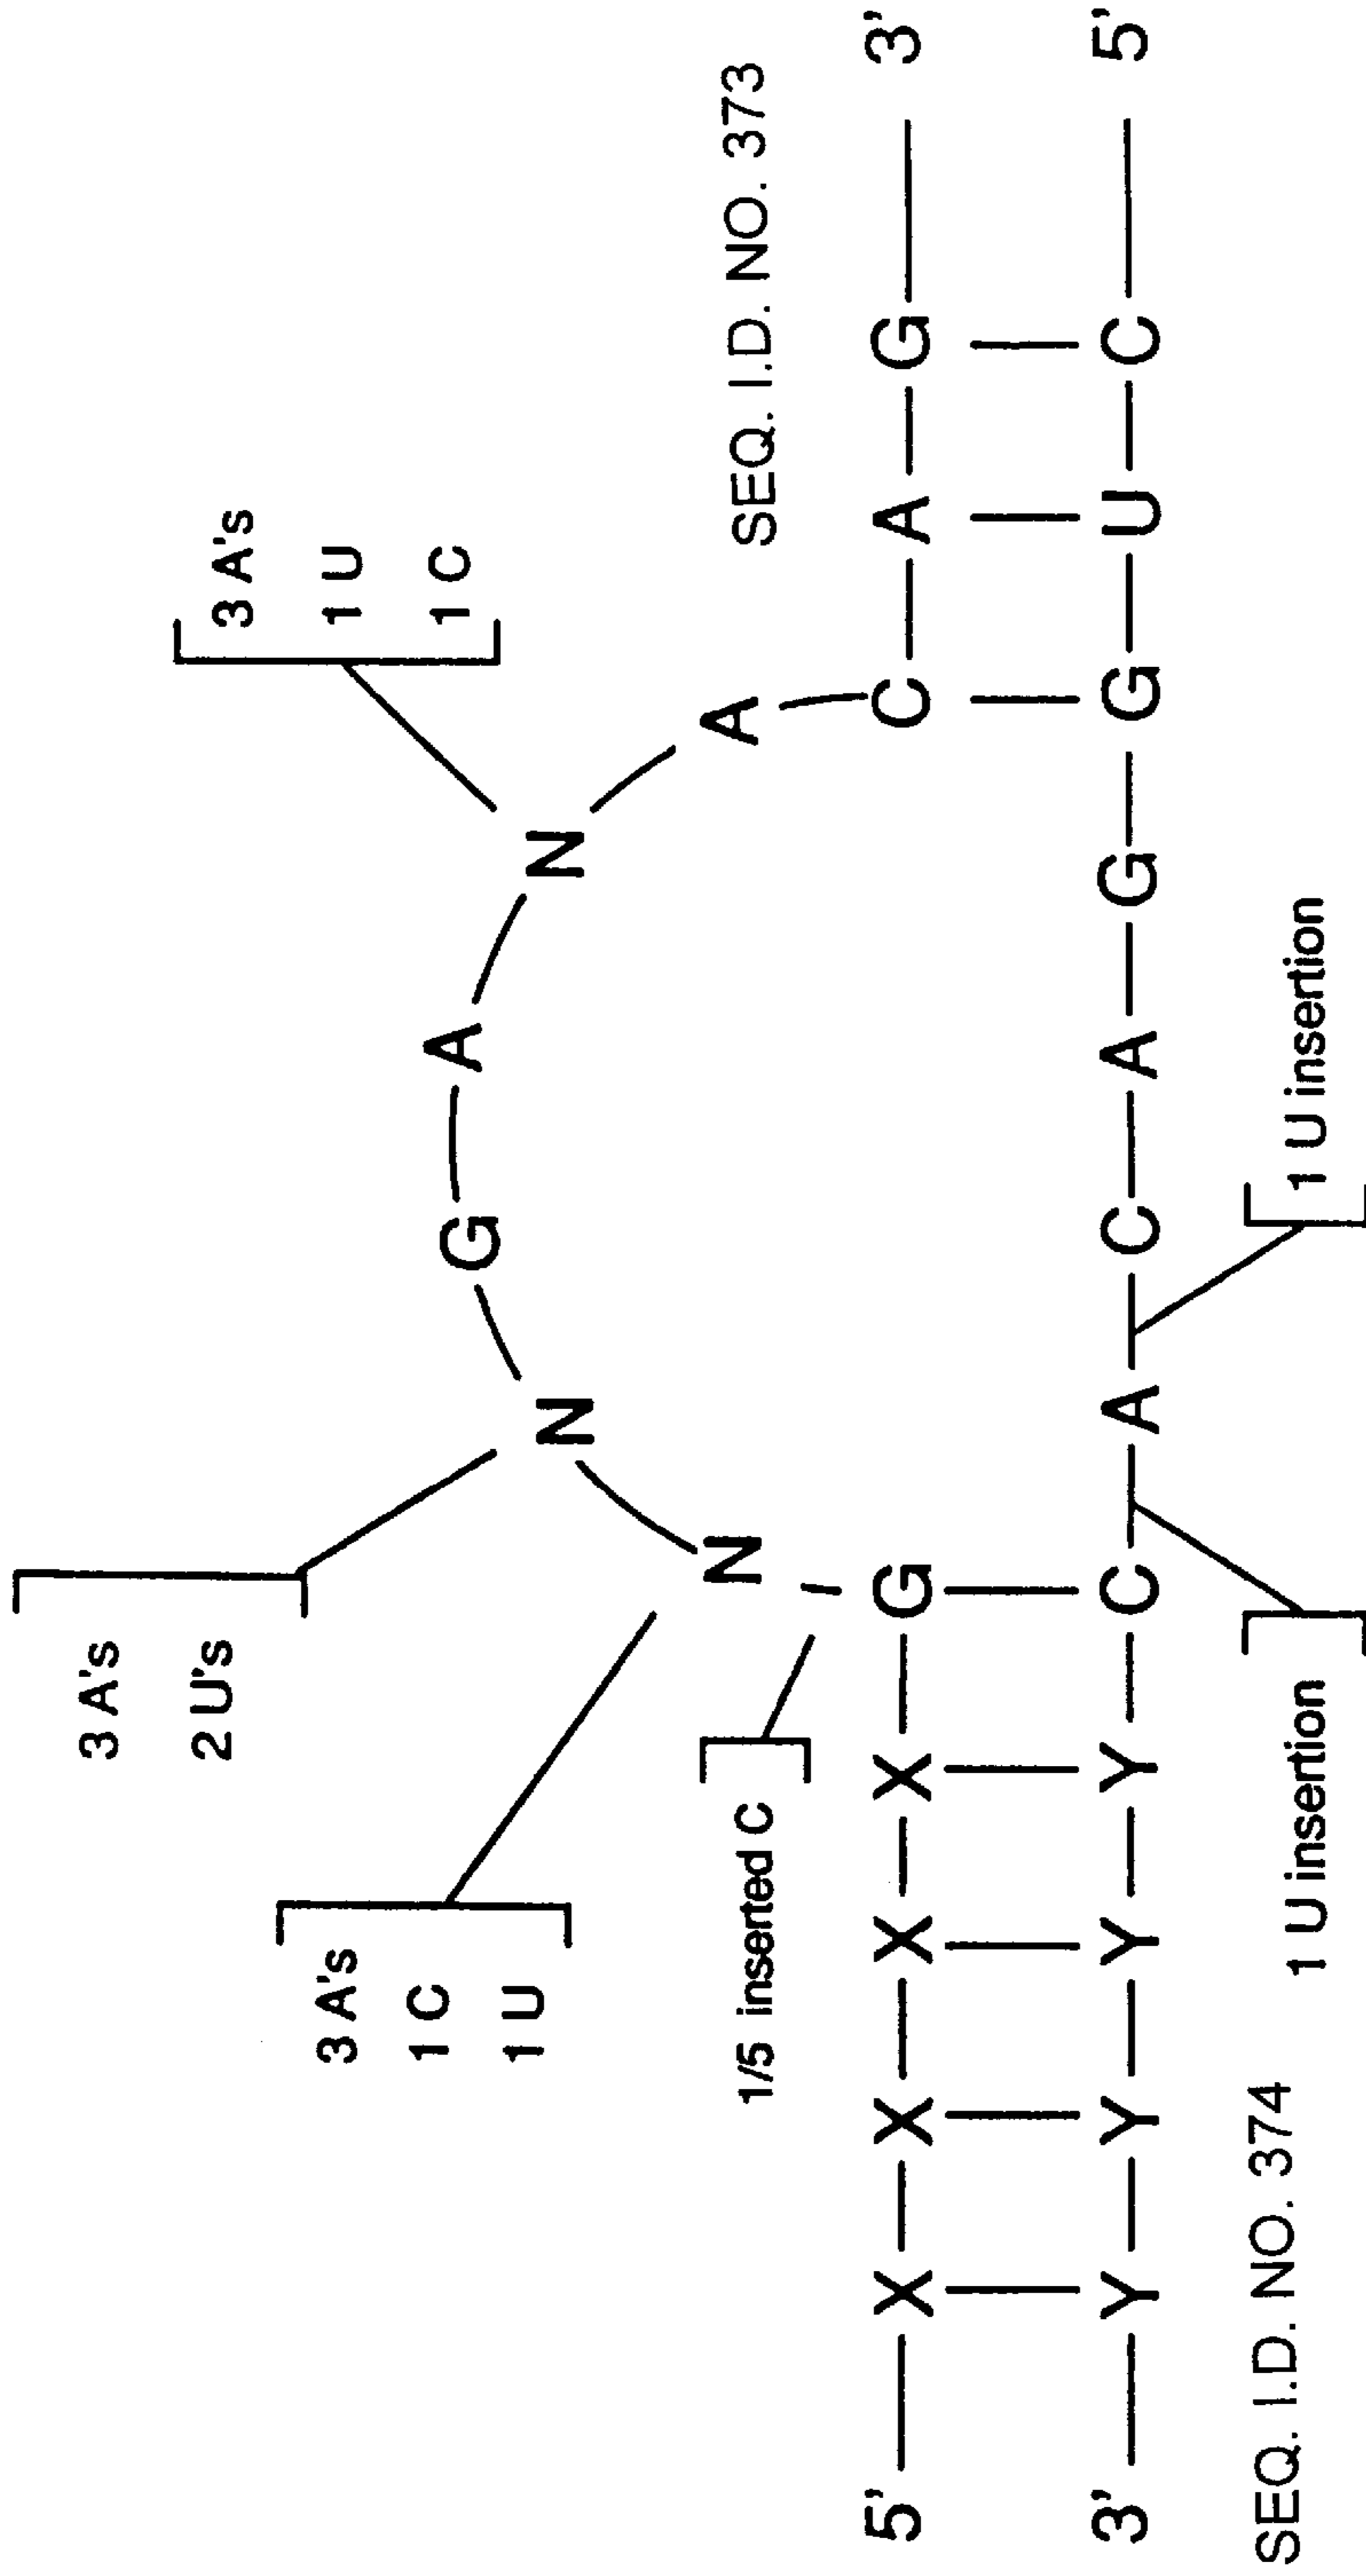 3 A's
2 U's
3 A's
1 U
1 C
3 A's
1 C
1 U
G A
N N
N A
1/5 inserted C
SEQ. I.D. NO. 373
5' X X X X G C A G 3'
3' Y Y Y Y C A C A G G U C 5'
SEQ. I.D. NO. 374
1 U insertion
1 U insertion